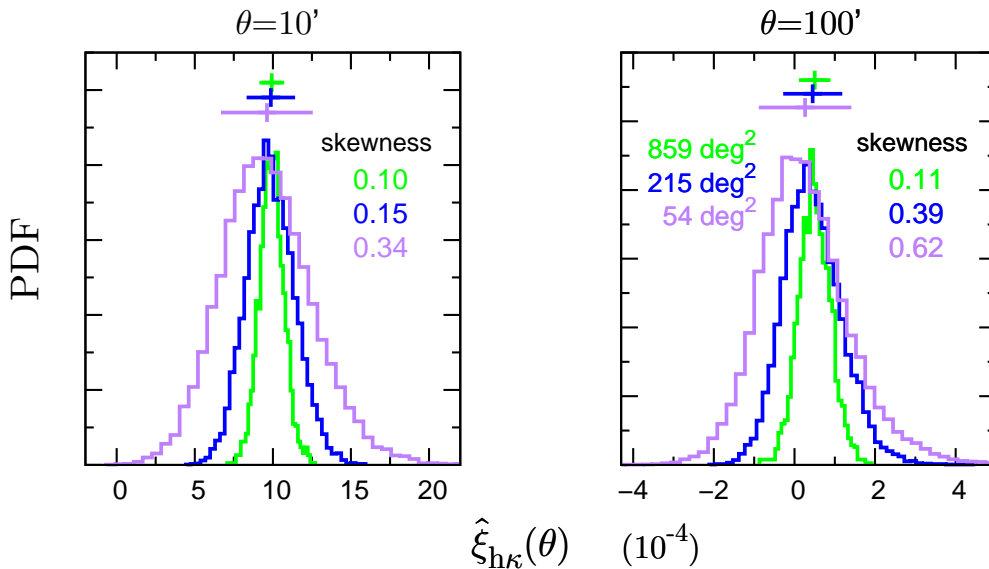 θ=10'
θ=100'
PDF
skewness
0.10
0.15
0.34
859 deg²
215 deg²
54 deg²
skewness
0.11
0.39
0.62
0 5 10 15 20
−4 −2 0 2 4
ξ̂hκ(θ) (10⁻⁴)